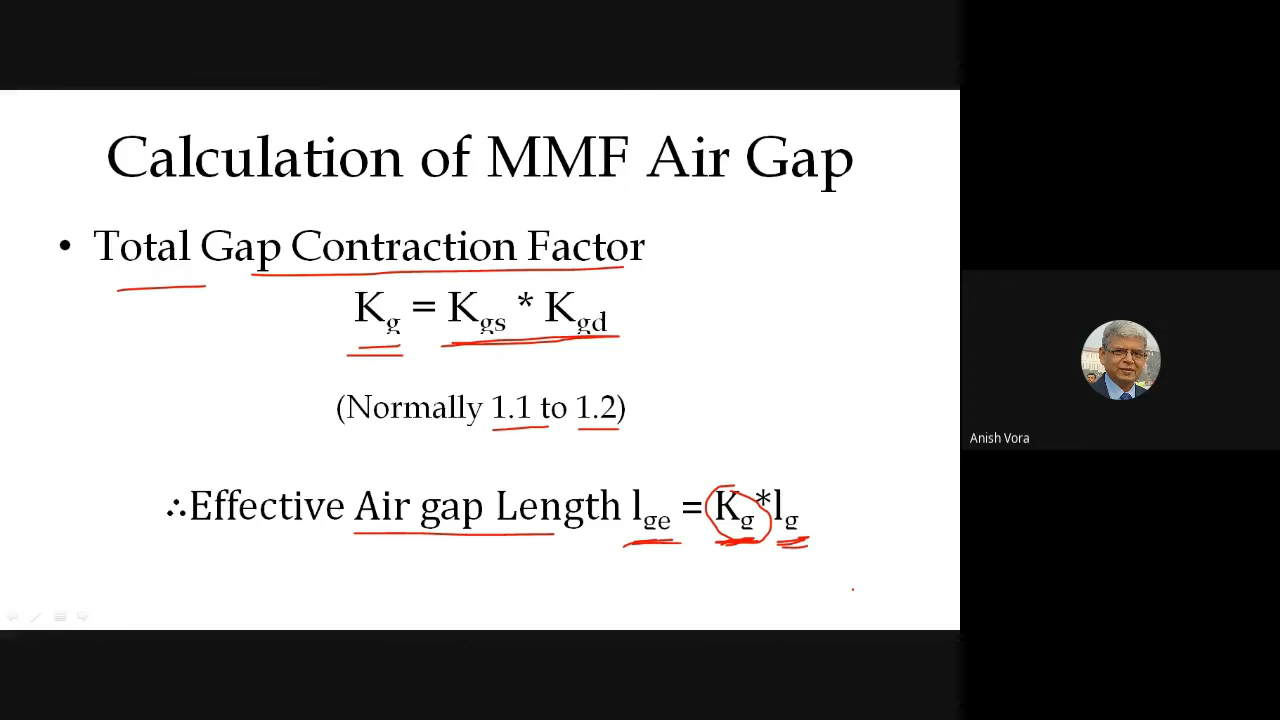 Calculation of MMF Air Gap
• Total Gap Contraction Factor
Kg = Kgs * Kgd
(Normally 1.1 to 1.2)
∴Effective Air gap Length lge = Kg*lg
Anish Vora